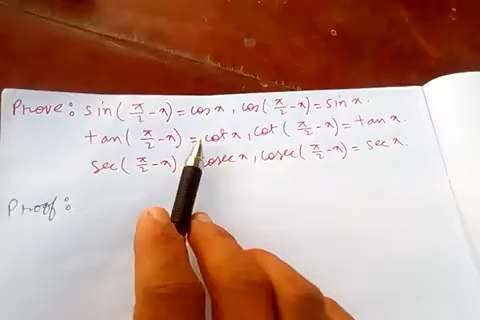 Prove: sin(π/2 - x) = cos x, cos(π/2 - x) = sin x.
tan(π/2 - x) = cot x, cot(π/2 - x) = tan x.
sec(π/2 - x) cosec x, cosec(π/2 - x) = sec x.
Proof: